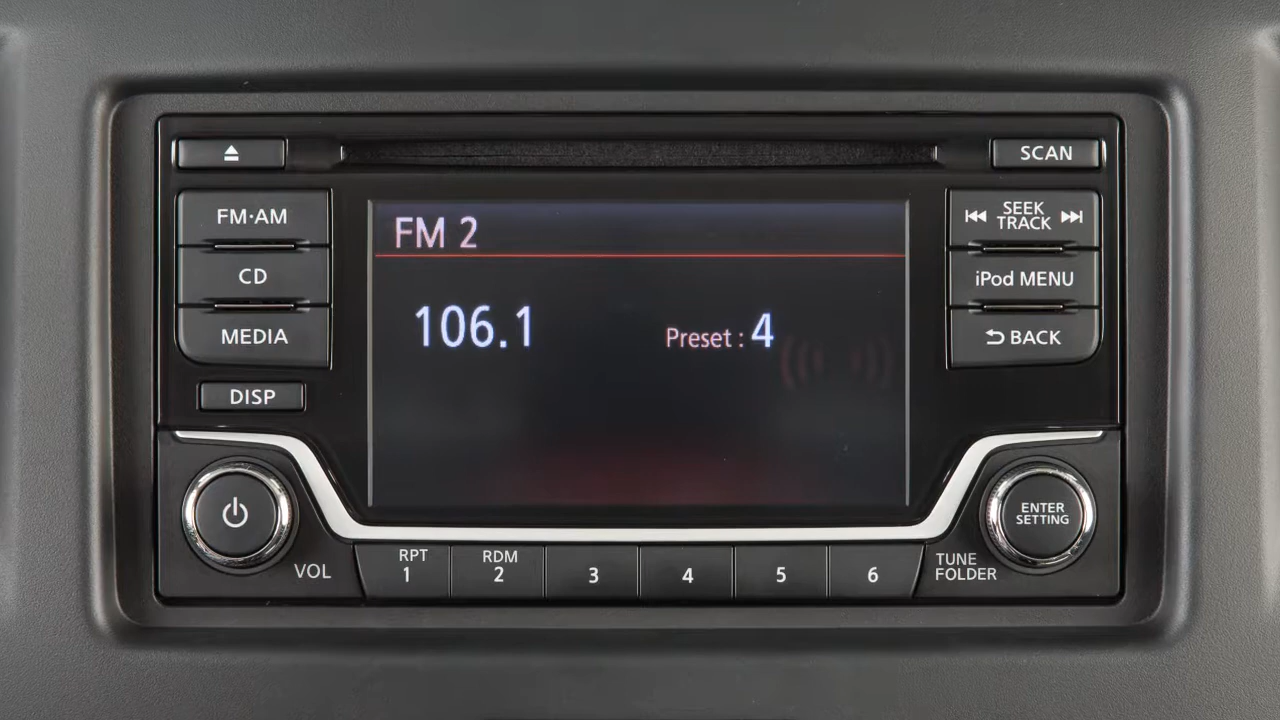 SCAN
FM·AM
SEEK
TRACK
FM 2
CD
iPod MENU
106.1
Preset : 4
MEDIA
BACK
DISP
ENTER
SETTING
VOL
RPT
1
RDM
2
3
4
5
6
TUNE
FOLDER